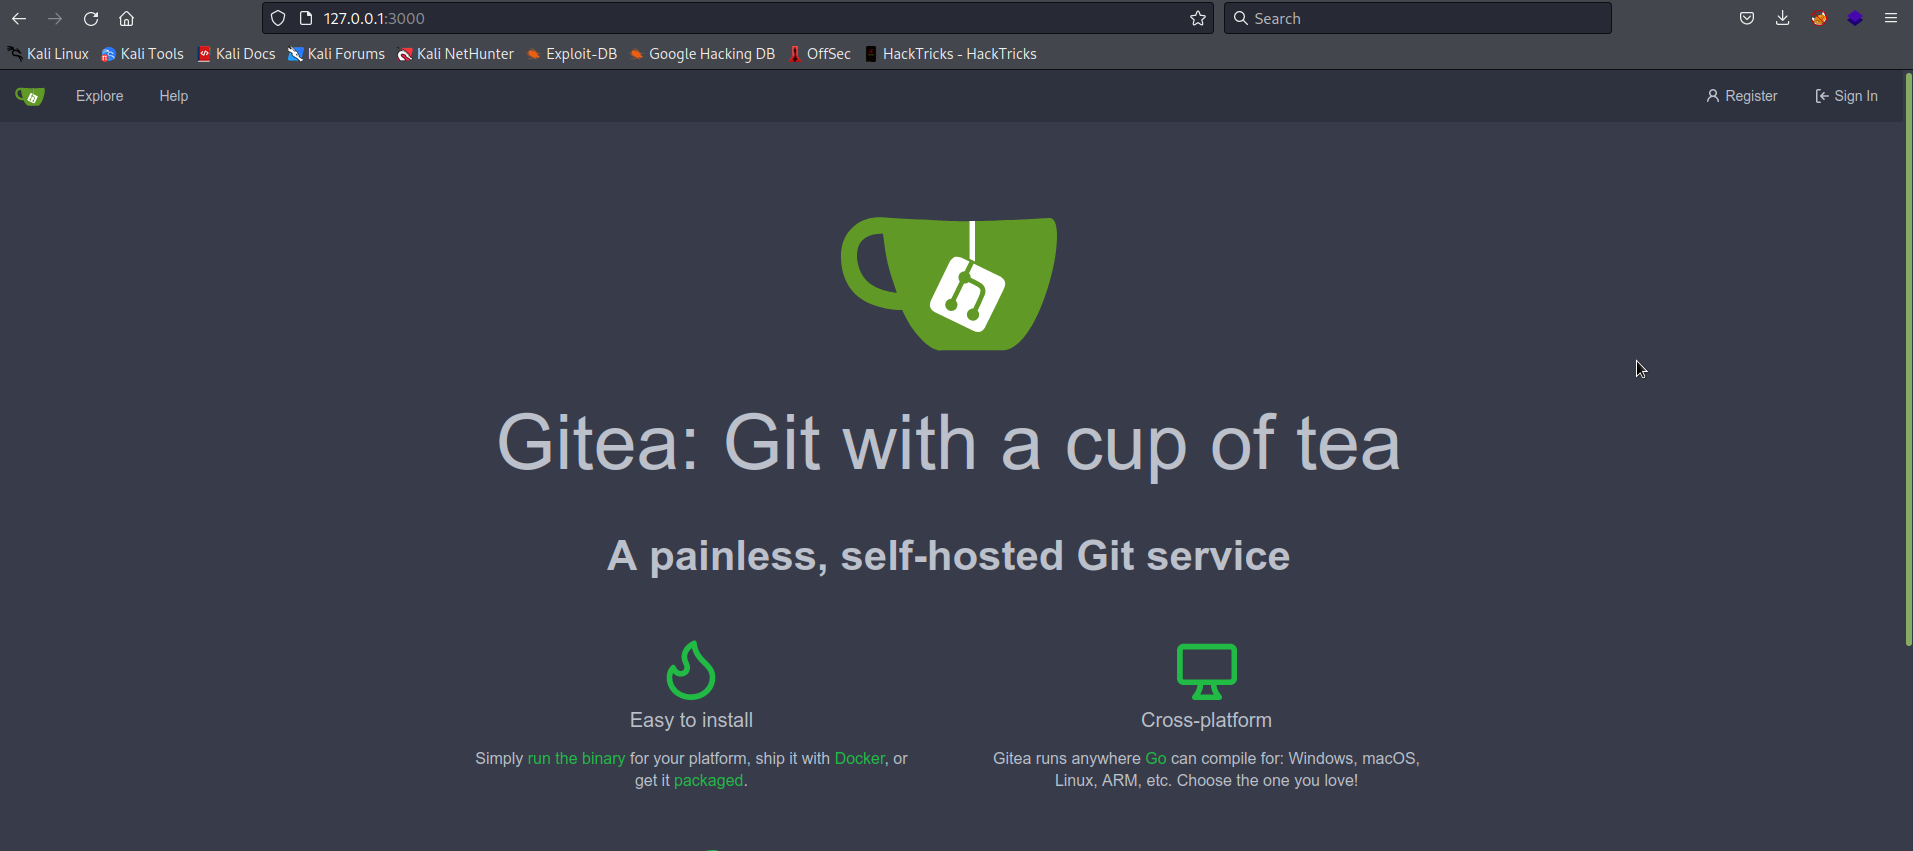 127.0.0.1:3000
Search
Kali Linux Kali Tools Kali Docs Kali Forums Kali NetHunter Exploit-DB Google Hacking DB OffSec HackTricks - HackTricks
Explore Help Register Sign In
Gitea: Git with a cup of tea
A painless, self-hosted Git service
Easy to install
Simply run the binary for your platform, ship it with Docker, or
get it packaged.
Cross-platform
Gitea runs anywhere Go can compile for: Windows, macOS,
Linux, ARM, etc. Choose the one you love!